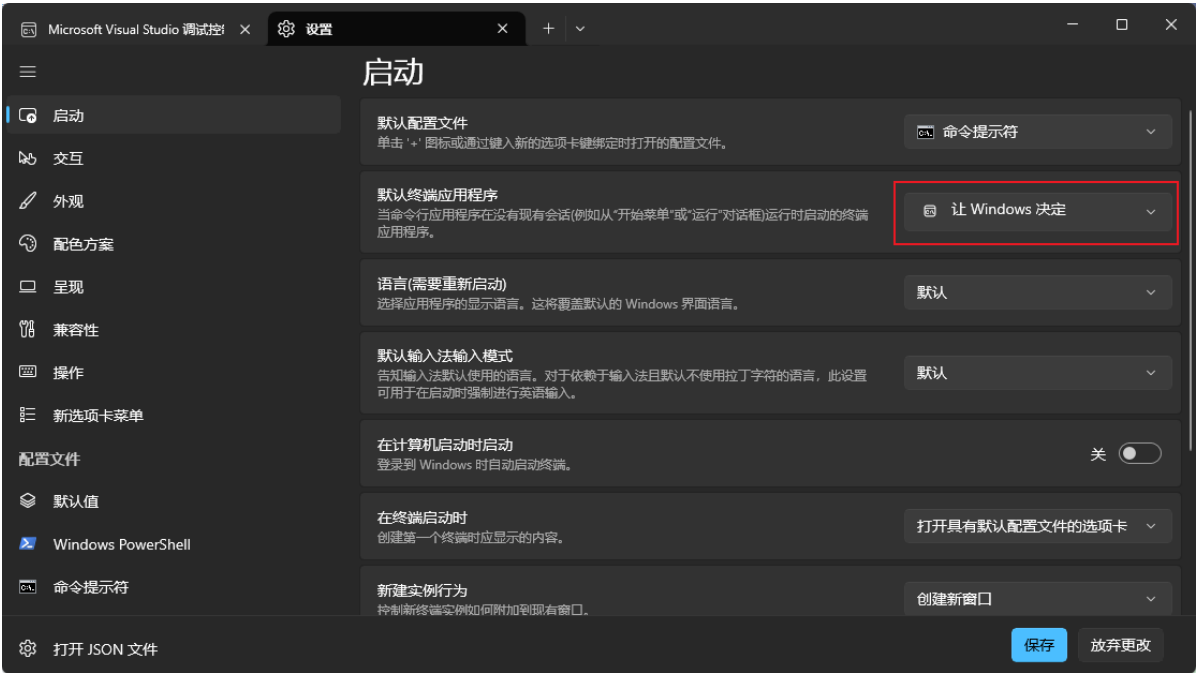 Microsoft Visual Studio 调试控
设置
启动
交互
外观
配色方案
呈现
兼容性
操作
新选项卡菜单
配置文件
默认值
Windows PowerShell
命令提示符
打开 JSON 文件
启动
默认配置文件
单击 '+' 图标或通过键入新的选项卡键绑定时打开的配置文件。
命令提示符
默认终端应用程序
当命令行应用程序在没有现有会话(例如从“开始菜单”或“运行”对话框)运行时启动的终端
应用程序。
让 Windows 决定
语言(需要重新启动)
选择应用程序的显示语言。这将覆盖默认的 Windows 界面语言。
默认
默认输入法输入模式
告知输入法默认使用的语言。对于依赖于输入法且默认不使用拉丁字符的语言，此设置
可用于在启动时强制进行英语输入。
默认
在计算机启动时启动
登录到 Windows 时自动启动终端。
关
在终端启动时
创建第一个终端时应显示的内容。
打开具有默认配置文件的选项卡
新建实例行为
控制新终端实例如何附加到现有窗口。
创建新窗口
保存
放弃更改